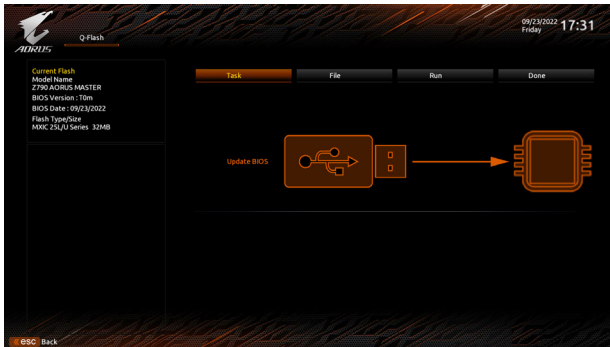 AORUS
Q-Flash
09/23/2022
Friday
17:31
Current Flash
Model Name
Z790 AORUS MASTER
BIOS Version : T0m
BIOS Date : 09/23/2022
Flash Type/Size
MXIC 25L/U Series 32MB
Task
File
Run
Done
Update BIOS
« esc Back